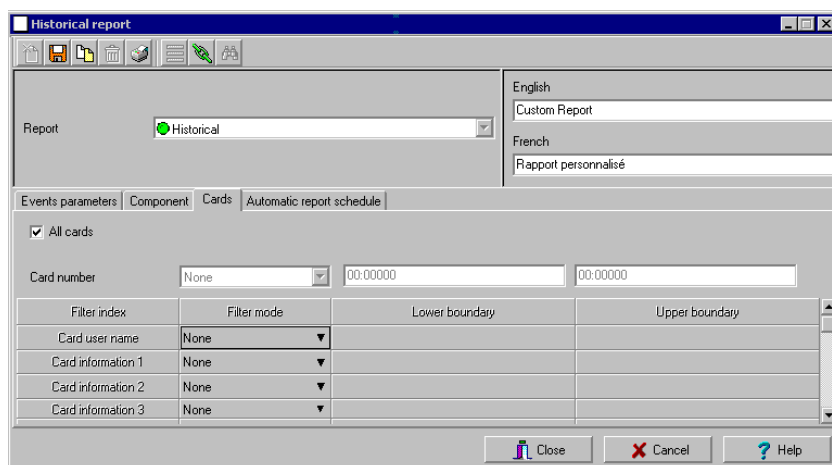 Historical report
English
Custom Report
Report
Historical
French
Rapport personnalisé
Events parameters Component Cards Automatic report schedule
All cards
Card number None 00:00000 00:00000
Filter index Filter mode Lower boundary Upper boundary
Card user name None
Card information 1 None
Card information 2 None
Card information 3 None
Close Cancel Help